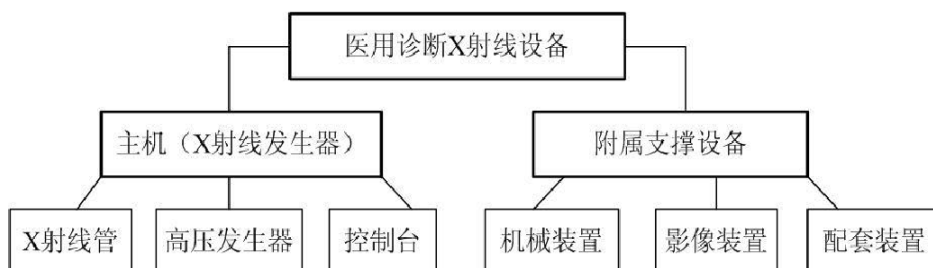 医用诊断X射线设备
主机（X射线发生器）
附属支撑设备
X射线管
高压发生器
控制台
机械装置
影像装置
配套装置